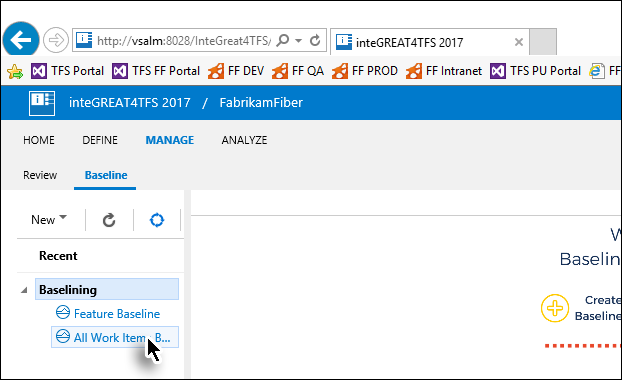 http://vsalm:8028/InteGreat4TFS/
inteGREAT4TFS 2017
TFS Portal TFS FF Portal FF DEV FF QA FF PROD FF Intranet TFS PU Portal FF
inteGREAT4TFS 2017 / FabrikamFiber
HOME DEFINE MANAGE ANALYZE
Review Baseline
New
Recent
W
Baselin
Baselining
Create
Baseline
Feature Baseline
All Work Item B...